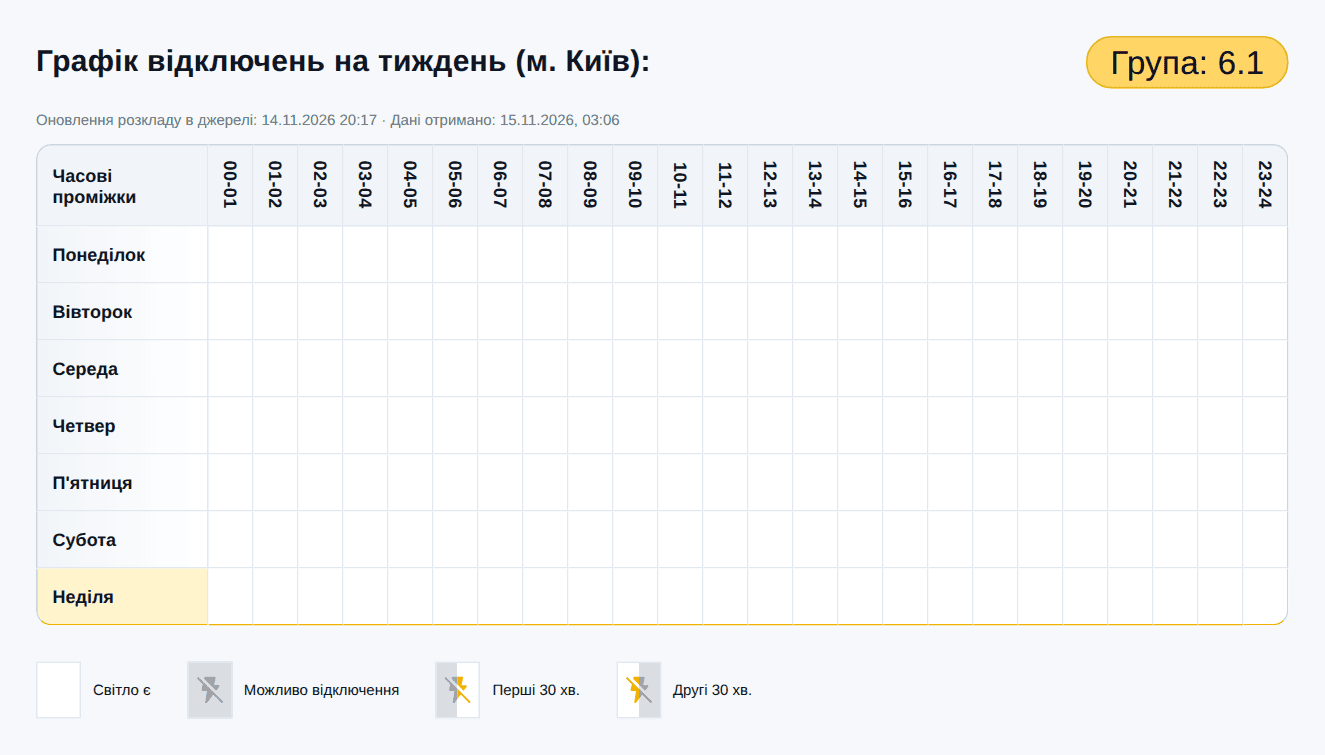 Графік відключень на тиждень (м. Київ):
Група: 6.1
Оновлення розкладу в джерелі: 14.11.2026 20:17 · Дані отримано: 15.11.2026, 03:06
Часові
проміжки
00-01 01-02 02-03 03-04 04-05 05-06 06-07 07-08 08-09 09-10 10-11 11-12 12-13 13-14 14-15 15-16 16-17 17-18 18-19 19-20 20-21 21-22 22-23 23-24
Понеділок
Вівторок
Середа
Четвер
П'ятниця
Субота
Неділя
Світло є
Можливо відключення
Перші 30 хв.
Другі 30 хв.